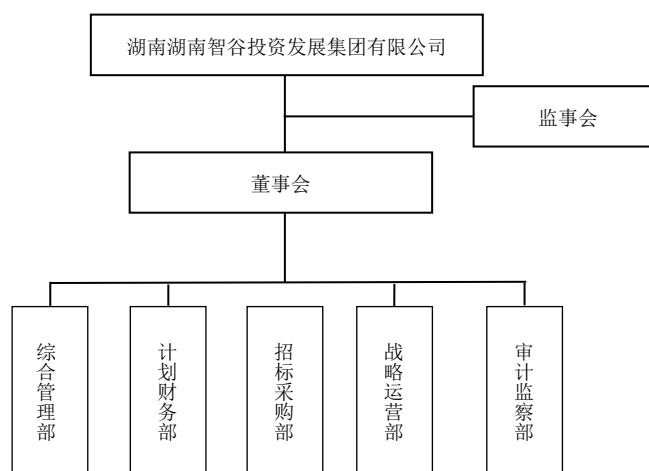 湖南湖南智谷投资发展集团有限公司
监事会
董事会
综合管理部
计划财务部
招标采购部
战略运营部
审计监察部